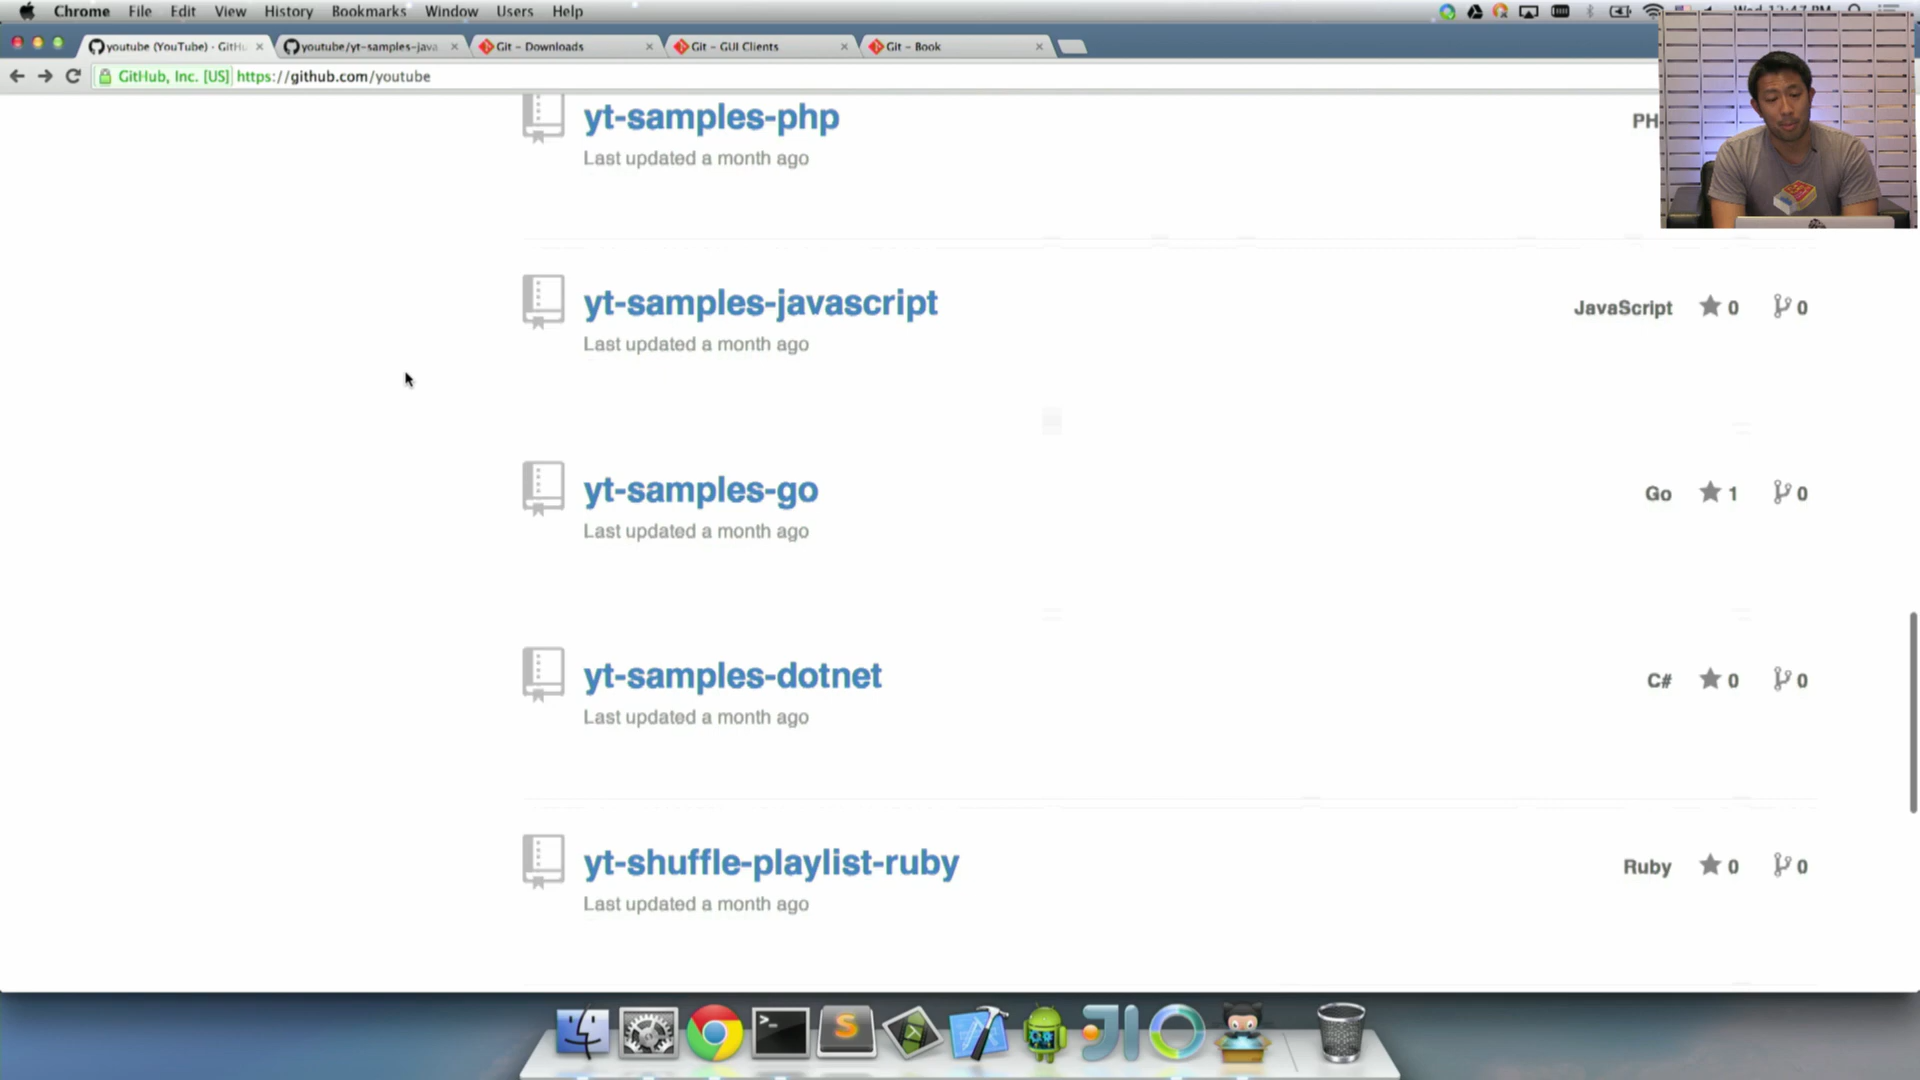 Chrome File Edit View History Bookmarks Window Users Help
youtube (YouTube) · GitHu
youtube/yt-samples-java
Git - Downloads
Git - GUI Clients
Git - Book
GitHub, Inc. [US] https://github.com/youtube
yt-samples-php
PH
Last updated a month ago
yt-samples-javascript
JavaScript 0 0
Last updated a month ago
yt-samples-go
Go 1 0
Last updated a month ago
yt-samples-dotnet
C# 0 0
Last updated a month ago
yt-shuffle-playlist-ruby
Ruby 0 0
Last updated a month ago